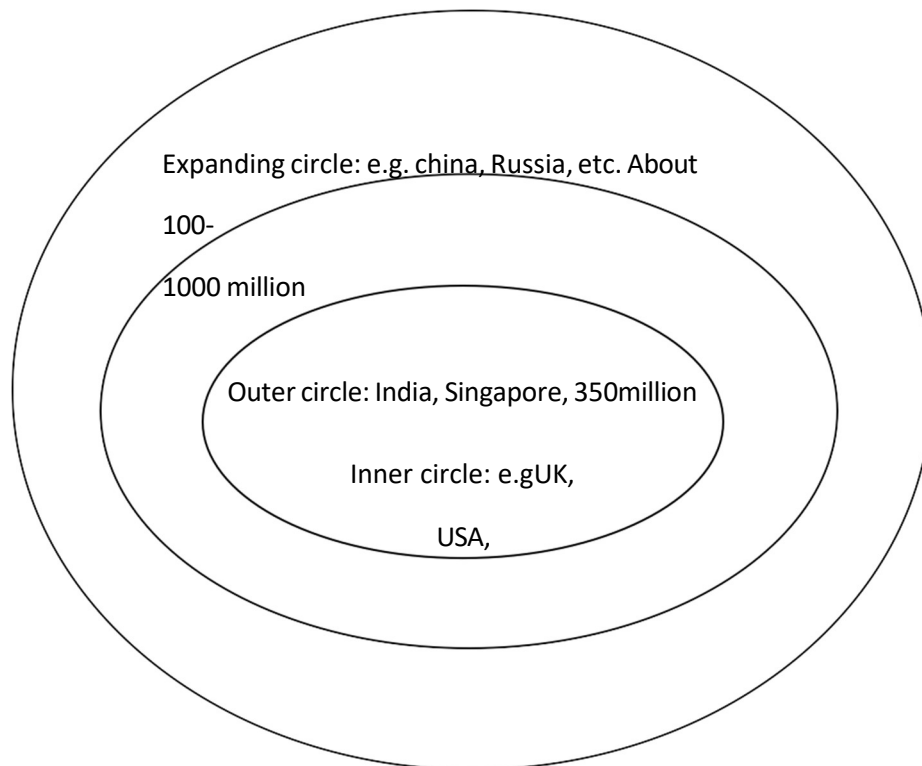 Expanding circle: e.g. china, Russia, etc. About
100-
1000 million
Outer circle: India, Singapore, 350million
Inner circle: e.gUK,
USA,